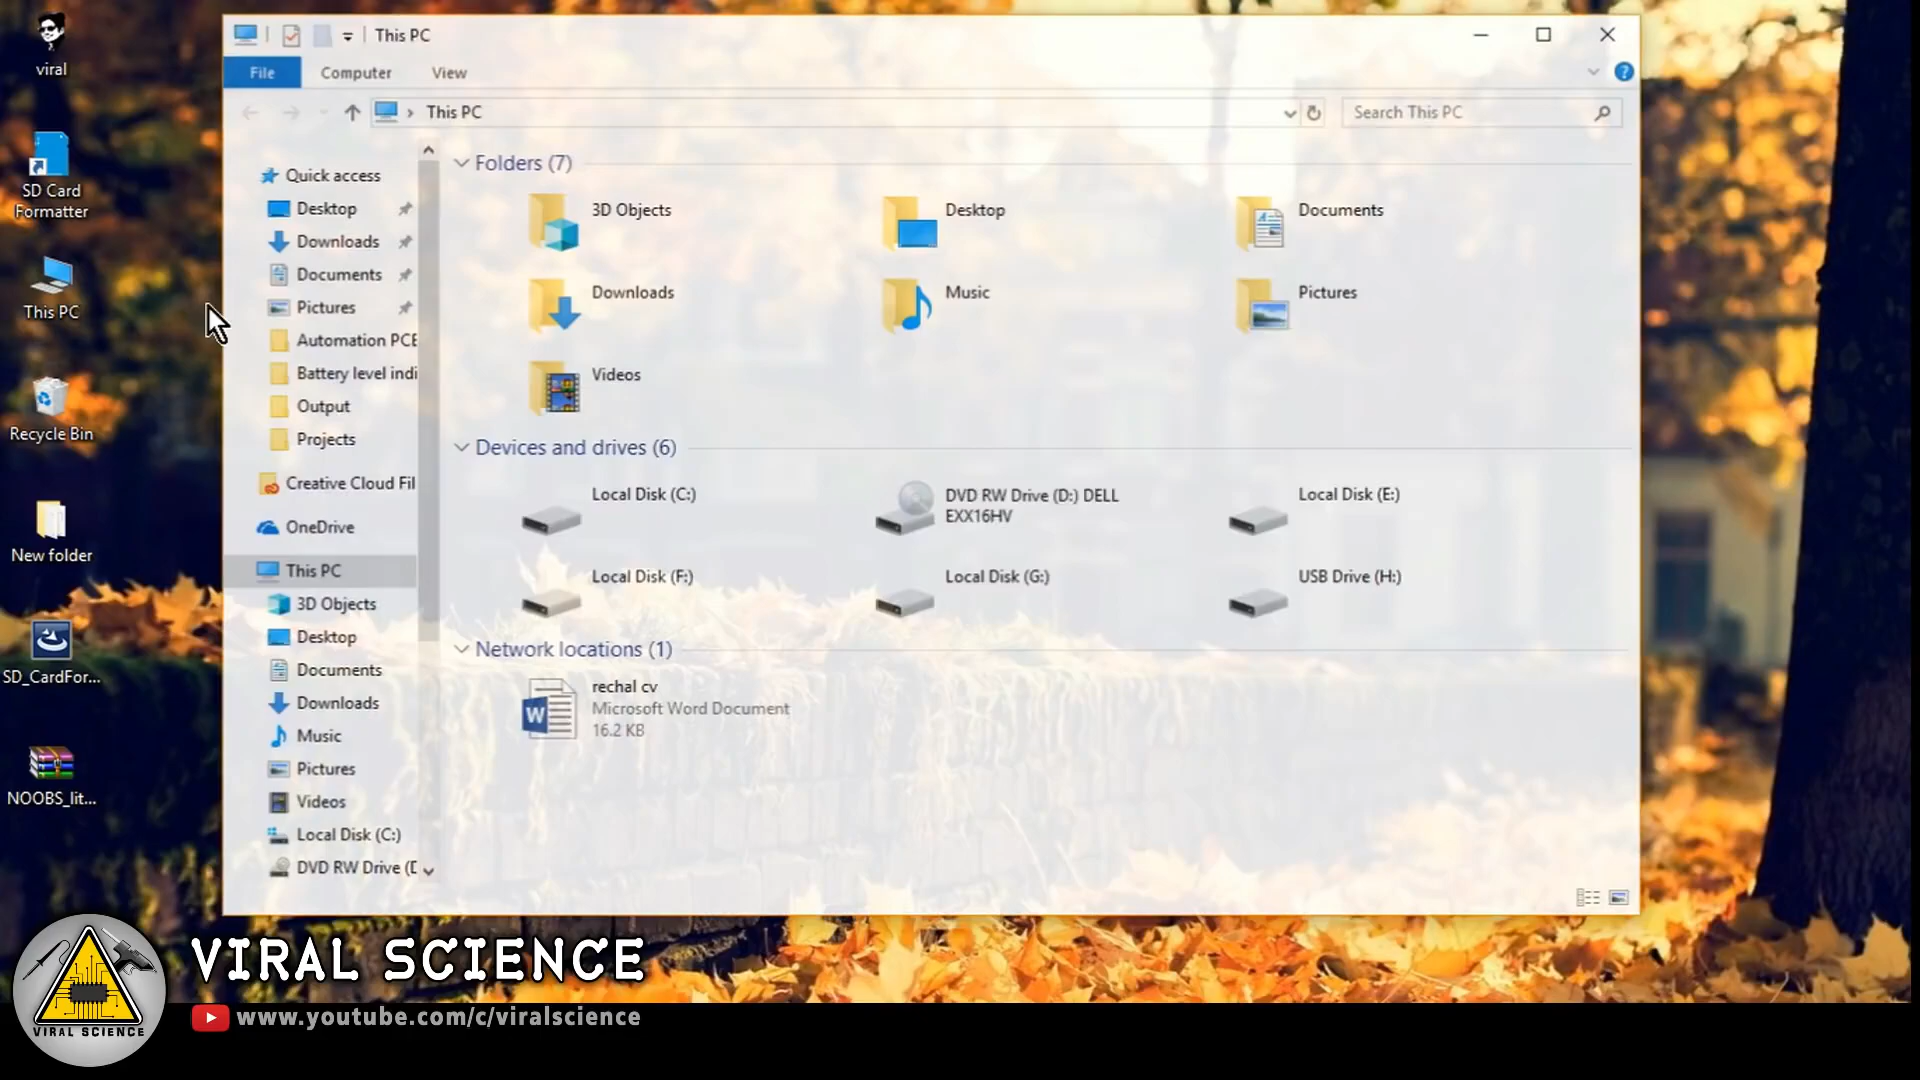 viral
SD Card
Formatter
This PC
Recycle Bin
New folder
SD_CardFor...
NOOBS_lit...
This PC
File
Computer
View
This PC
Search This PC
Quick access
Desktop
Downloads
Documents
Pictures
Automation PCB
Battery level indi
Output
Projects
Creative Cloud Fil
OneDrive
This PC
3D Objects
Desktop
Documents
Downloads
Music
Pictures
Videos
Local Disk (C:)
DVD RW Drive (D
Folders (7)
3D Objects
Desktop
Documents
Downloads
Music
Pictures
Videos
Devices and drives (6)
Local Disk (C:)
DVD RW Drive (D:) DELL
EXX16HV
Local Disk (E:)
Local Disk (F:)
Local Disk (G:)
USB Drive (H:)
Network locations (1)
rechal cv
Microsoft Word Document
16.2 KB
VIRAL SCIENCE
VIRAL SCIENCE
www.youtube.com/c/viralscience